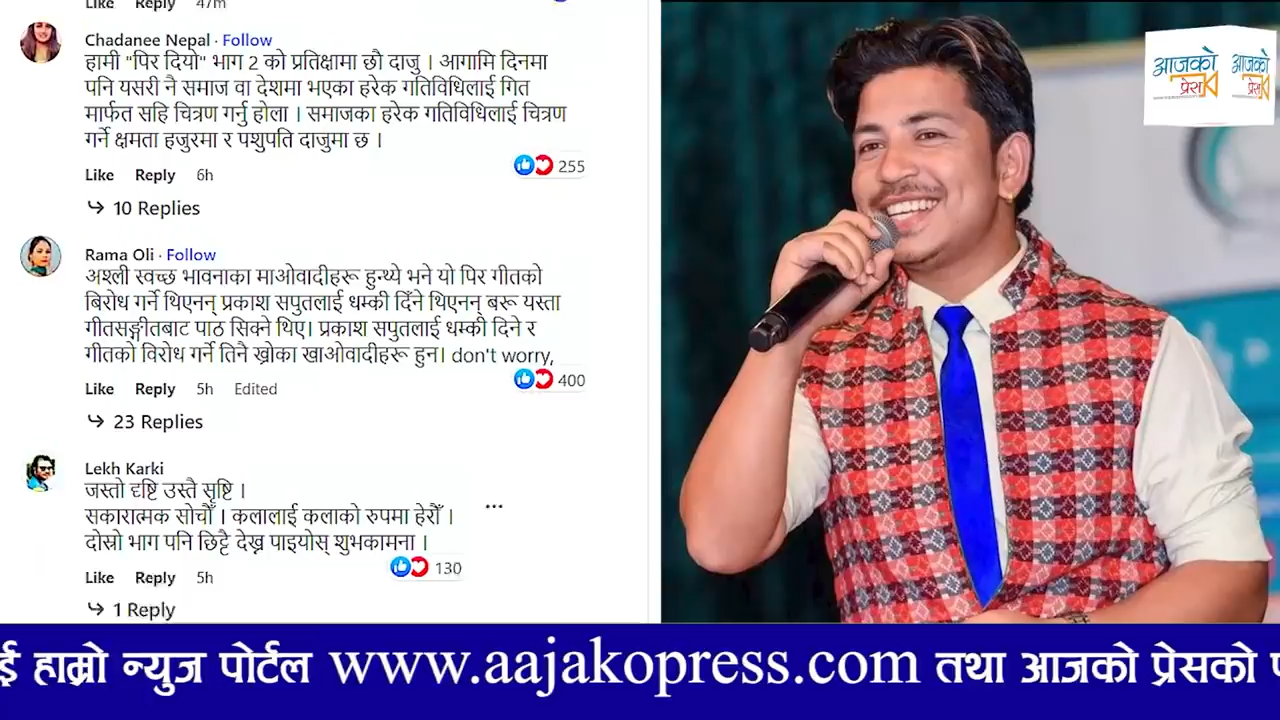 Like Reply 47m
Chadanee Nepal · Follow
हामी "पिर दियो" भाग 2 को प्रतिक्षामा छौ दाजु । आगामि दिनमा
पनि यसरी नै समाज वा देशमा भएका हरेक गतिविधिलाई गित
मार्फत सहि चित्रण गर्नु होला । समाजका हरेक गतिविधिलाई चित्रण
गर्ने क्षमता हजुरमा र पशुपति दाजुमा छ ।
255
Like Reply 6h
10 Replies
Rama Oli · Follow
अश्ली स्वच्छ भावनाका माओवादीहरू हुन्थ्ये भने यो पिर गीतको
बिरोध गर्ने थिएनन् प्रकाश सपुतलाई धम्की दिँने थिएनन् बरू यस्ता
गीतसङ्गीतबाट पाठ सिक्ने थिए। प्रकाश सपुतलाई धम्की दिने र
गीतको विरोध गर्ने तिनै ख्रोका खाओवादीहरू हुन। don't worry,
400
Like Reply 5h Edited
23 Replies
Lekh Karki
जस्तो दृष्टि उस्तै सृष्टि ।
सकारात्मक सोचौँ । कलालाई कलाको रुपमा हेरौँ ।
दोस्रो भाग पनि छिट्टै देख्न पाइयोस् शुभकामना ।
130
Like Reply 5h
1 Reply
आजको
प्रेस
आजको
प्रेस
ई हाम्रो न्युज पोर्टल www.aajakopress.com तथा आजको प्रेसको